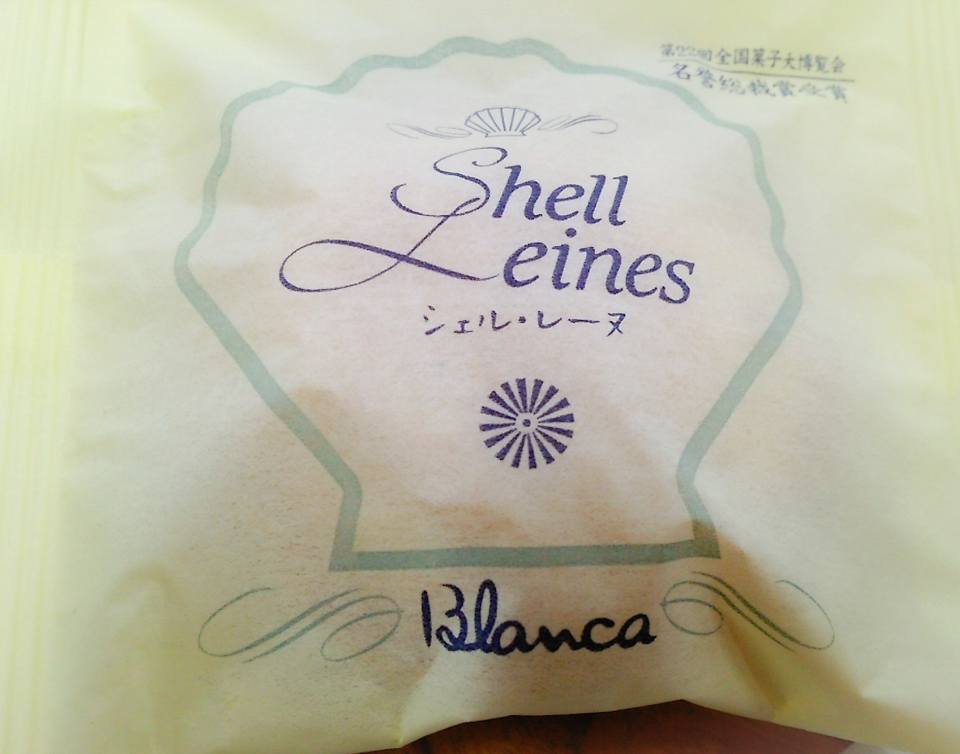 第22回全国菓子大博覧会
名誉総裁賞受賞
Shell
Leines
シェル・レーヌ
Blanca